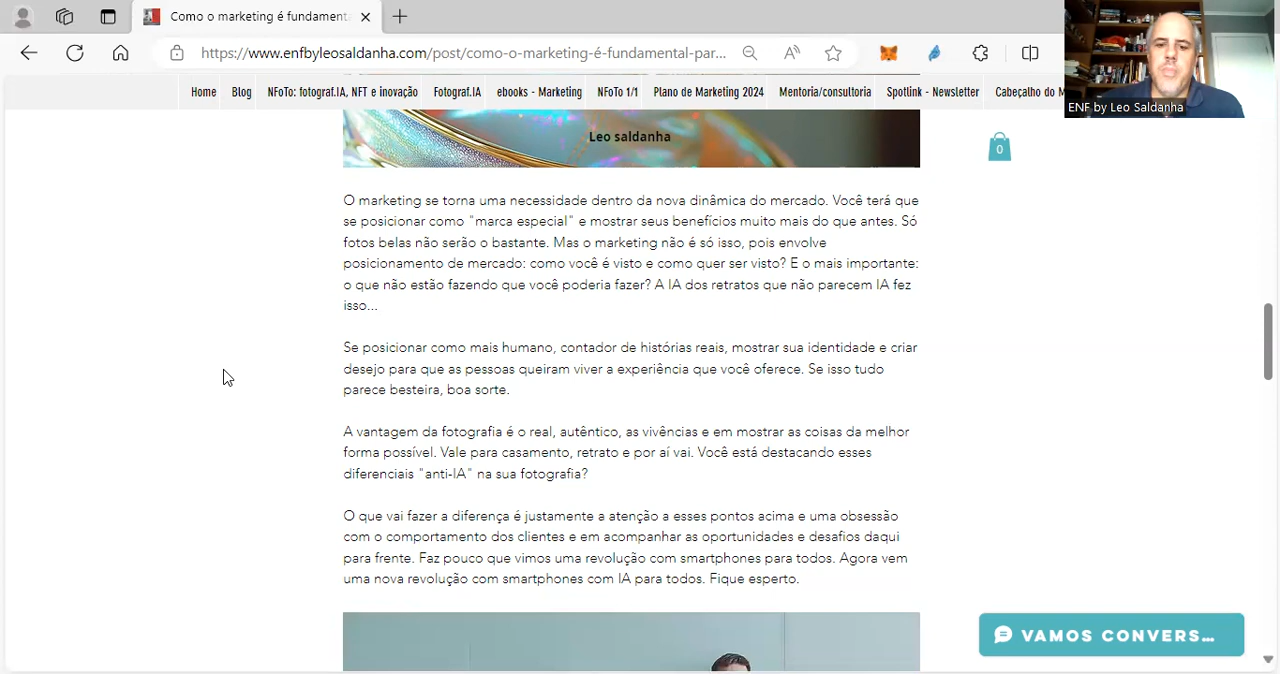 Como o marketing é fundament
https://www.enfbyleosaldanha.com/post/como-o-marketing-é-fundamental-par...
ENF by Leo Saldanha
Home
Blog
NFoTo: fotograf.IA, NFT e inovação
Fotograf.IA
ebooks - Marketing
NFoTo 1/1
Plano de Marketing 2024
Mentoria/consultoria
Spotlink - Newsletter
Cabeçalho do M
Leo saldanha
0
O marketing se torna uma necessidade dentro da nova dinâmica do mercado. Você terá que
se posicionar como "marca especial" e mostrar seus benefícios muito mais do que antes. Só
fotos belas não serão o bastante. Mas o marketing não é só isso, pois envolve
posicionamento de mercado: como você é visto e como quer ser visto? E o mais importante:
o que não estão fazendo que você poderia fazer? A IA dos retratos que não parecem IA fez
isso...
Se posicionar como mais humano, contador de histórias reais, mostrar sua identidade e criar
desejo para que as pessoas queiram viver a experiência que você oferece. Se isso tudo
parece besteira, boa sorte.
A vantagem da fotografia é o real, autêntico, as vivências e em mostrar as coisas da melhor
forma possível. Vale para casamento, retrato e por aí vai. Você está destacando esses
diferenciais "anti-IA" na sua fotografia?
O que vai fazer a diferença é justamente a atenção a esses pontos acima e uma obsessão
com o comportamento dos clientes e em acompanhar as oportunidades e desafios daqui
para frente. Faz pouco que vimos uma revolução com smartphones para todos. Agora vem
uma nova revolução com smartphones com IA para todos. Fique esperto.
VAMOS CONVERS...